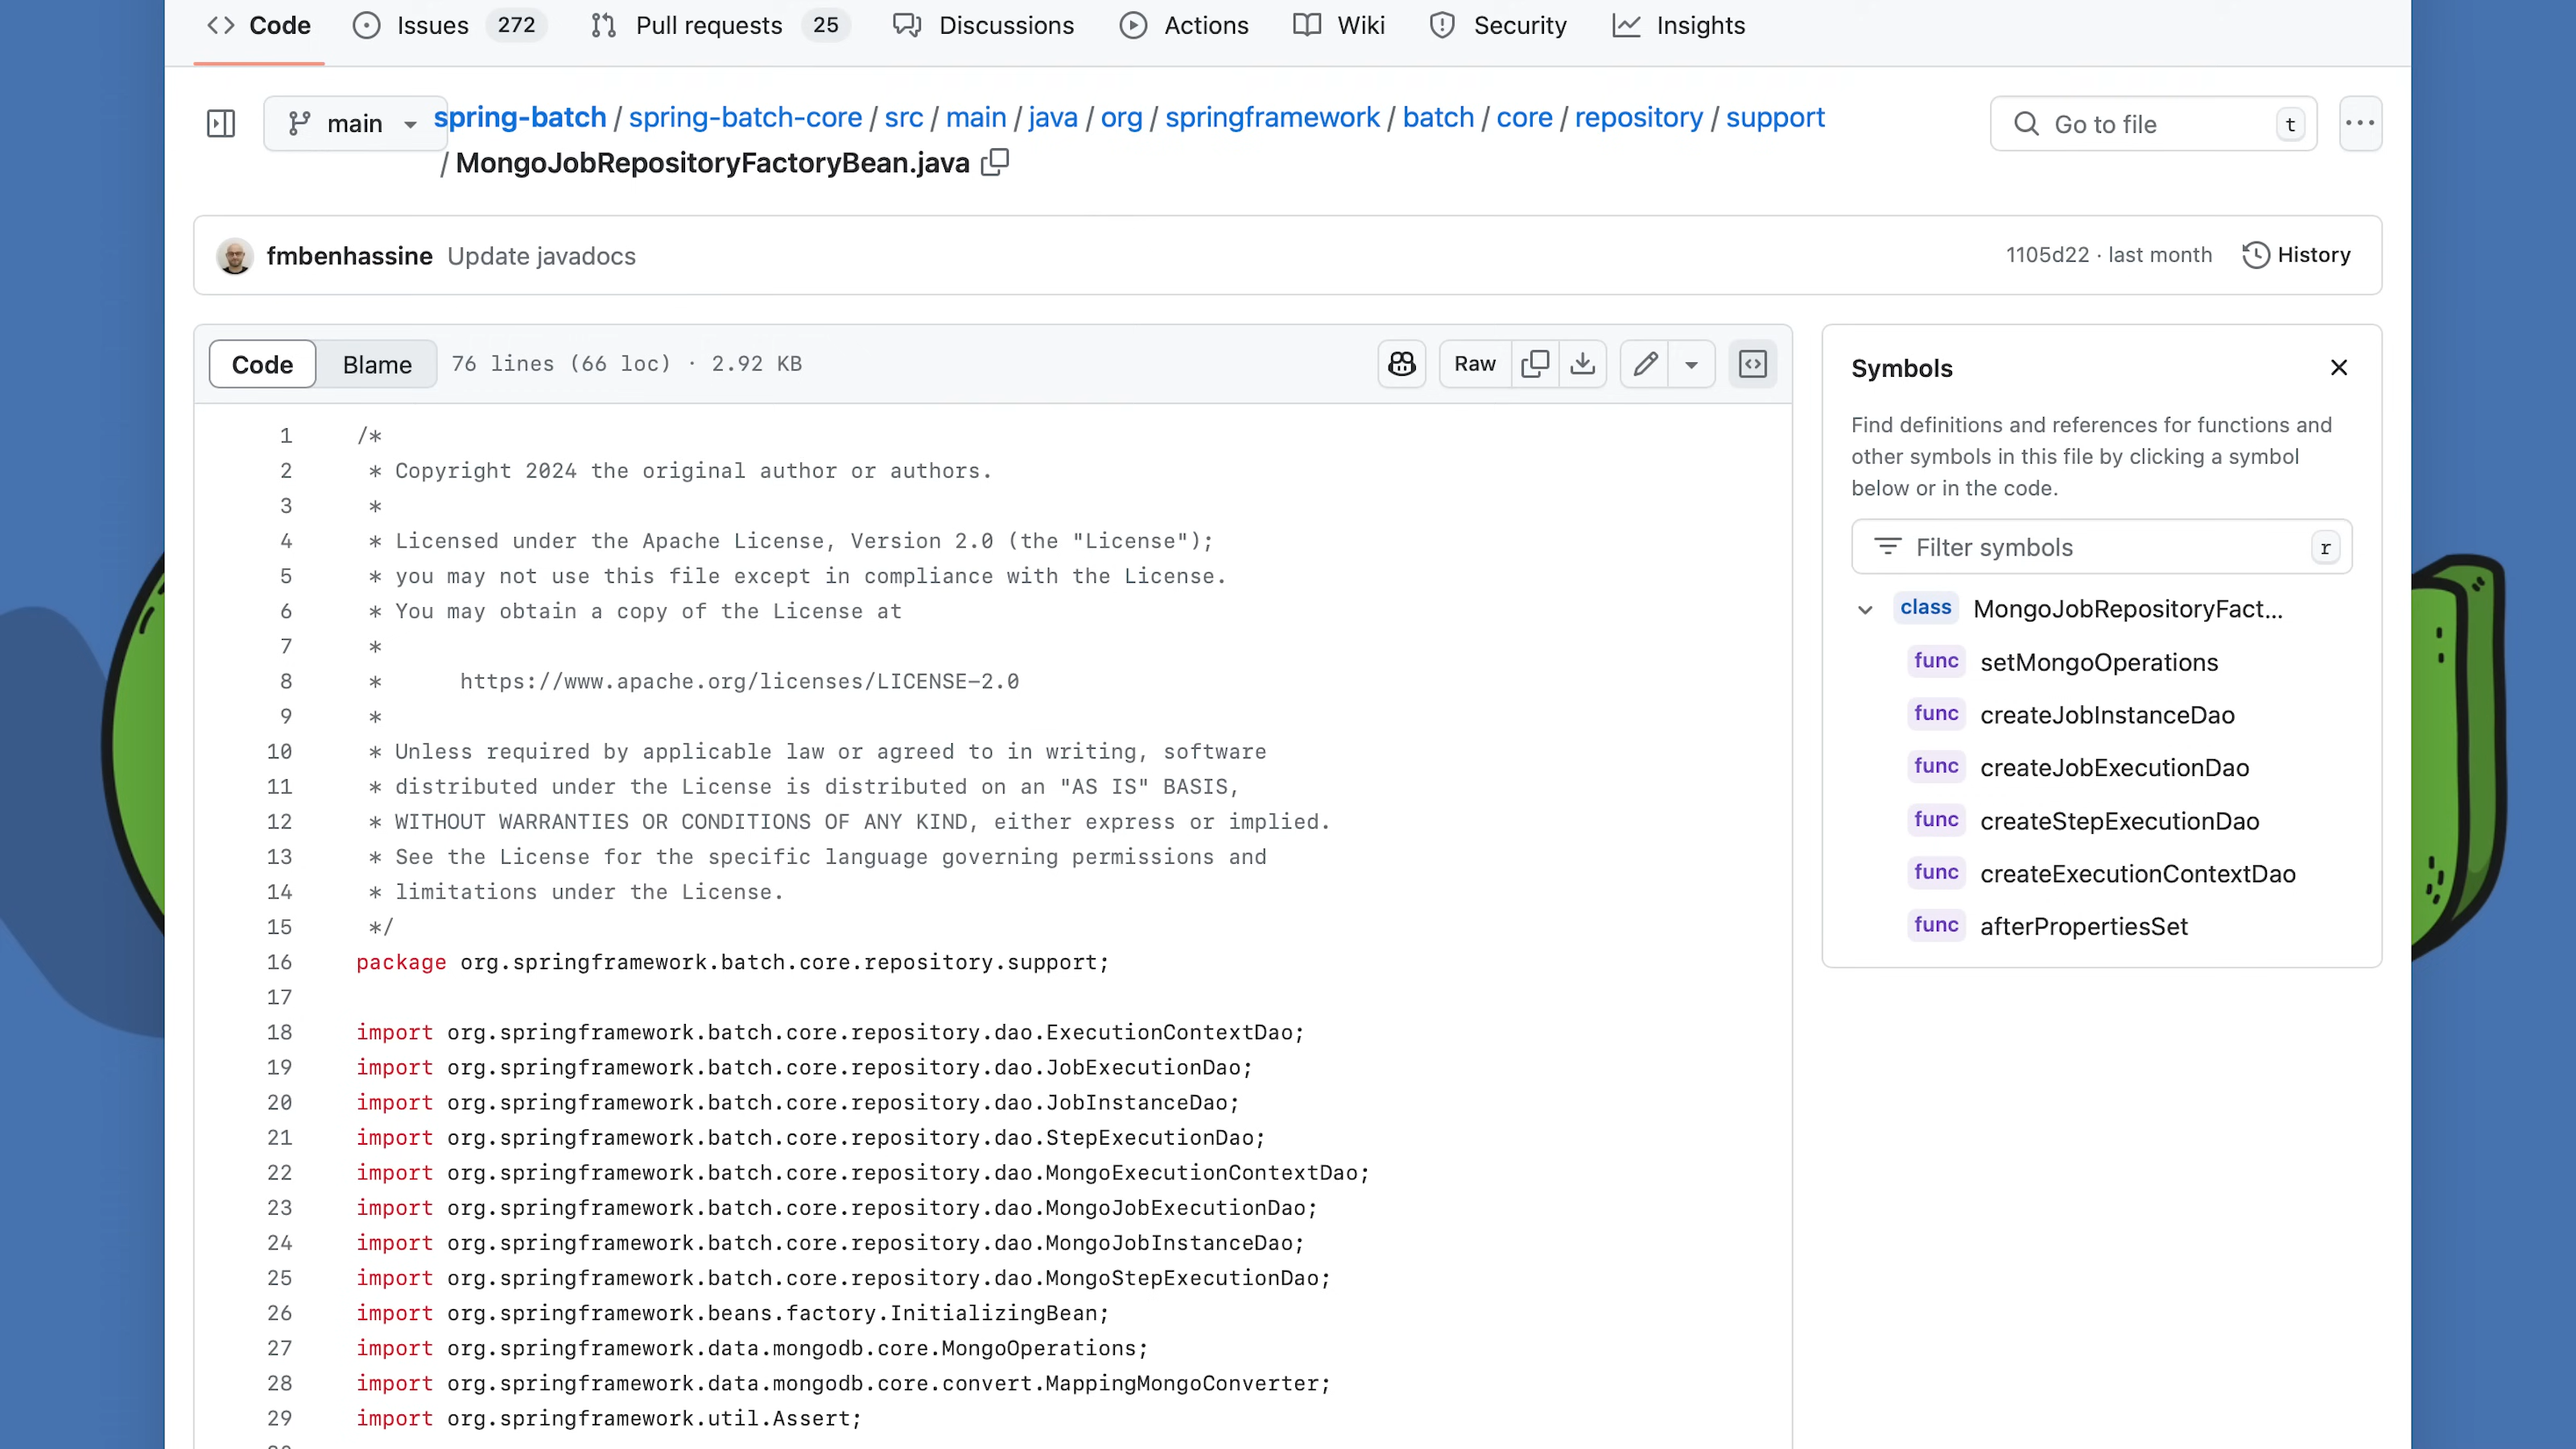 Code Issues 272 Pull requests 25 Discussions Actions Wiki Security Insights
main spring-batch / spring-batch-core / src / main / java / org / springframework / batch / core / repository / support
/ MongoJobRepositoryFactoryBean.java
Go to file t
fmbenhassine Update javadocs 1105d22 · last month History
Code Blame 76 lines (66 loc) · 2.92 KB Raw
1 /*
2 * Copyright 2024 the original author or authors.
3 *
4 * Licensed under the Apache License, Version 2.0 (the "License");
5 * you may not use this file except in compliance with the License.
6 * You may obtain a copy of the License at
7 *
8 * https://www.apache.org/licenses/LICENSE-2.0
9 *
10 * Unless required by applicable law or agreed to in writing, software
11 * distributed under the License is distributed on an "AS IS" BASIS,
12 * WITHOUT WARRANTIES OR CONDITIONS OF ANY KIND, either express or implied.
13 * See the License for the specific language governing permissions and
14 * limitations under the License.
15 */
16 package org.springframework.batch.core.repository.support;
17
18 import org.springframework.batch.core.repository.dao.ExecutionContextDao;
19 import org.springframework.batch.core.repository.dao.JobExecutionDao;
20 import org.springframework.batch.core.repository.dao.JobInstanceDao;
21 import org.springframework.batch.core.repository.dao.StepExecutionDao;
22 import org.springframework.batch.core.repository.dao.MongoExecutionContextDao;
23 import org.springframework.batch.core.repository.dao.MongoJobExecutionDao;
24 import org.springframework.batch.core.repository.dao.MongoJobInstanceDao;
25 import org.springframework.batch.core.repository.dao.MongoStepExecutionDao;
26 import org.springframework.beans.factory.InitializingBean;
27 import org.springframework.data.mongodb.core.MongoOperations;
28 import org.springframework.data.mongodb.core.convert.MappingMongoConverter;
29 import org.springframework.util.Assert;
Symbols
Find definitions and references for functions and
other symbols in this file by clicking a symbol
below or in the code.
Filter symbols r
class MongoJobRepositoryFact...
func setMongoOperations
func createJobInstanceDao
func createJobExecutionDao
func createStepExecutionDao
func createExecutionContextDao
func afterPropertiesSet